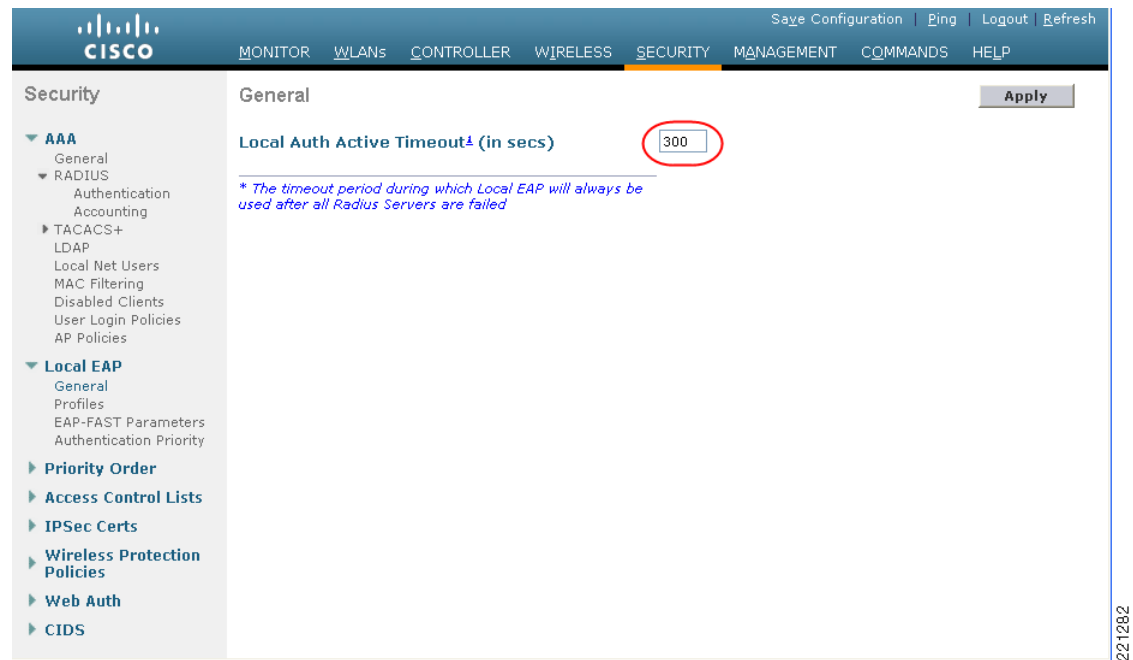 Save Configuration | Ping | Logout | Refresh
CISCO
MONITOR WLANs CONTROLLER WIRELESS SECURITY MANAGEMENT COMMANDS HELP
Security
AAA
General
RADIUS
Authentication
Accounting
TACACS+
LDAP
Local Net Users
MAC Filtering
Disabled Clients
User Login Policies
AP Policies
Local EAP
General
Profiles
EAP-FAST Parameters
Authentication Priority
Priority Order
Access Control Lists
IPSec Certs
Wireless Protection
Policies
Web Auth
CIDS
General
Apply
Local Auth Active Timeout1 (in secs) 300
* The timeout period during which Local EAP will always be
used after all Radius Servers are failed
221282